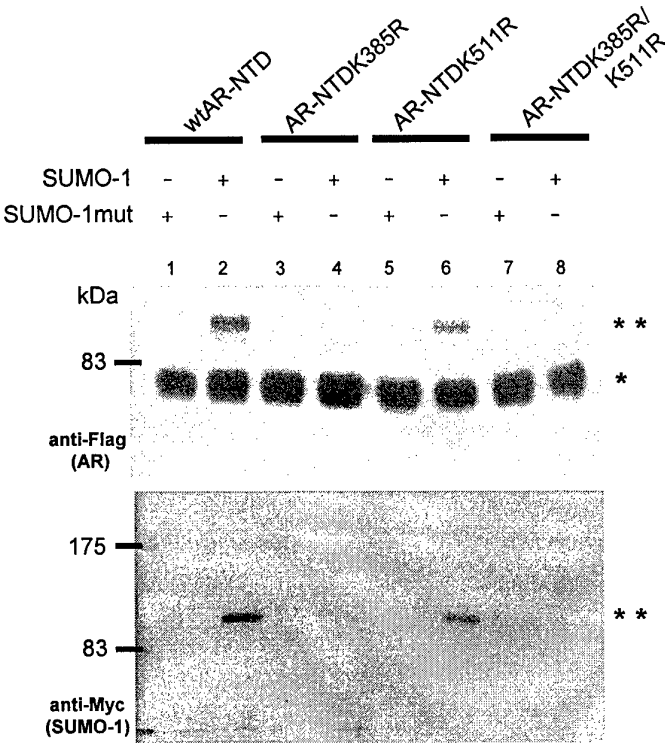 wtAR-NTD AR-NTDK385R AR-NTDK511R AR-NTDK385R/
K511R
SUMO-1 - + - + - + - +
SUMO-1mut + - + - + - + -
1 2 3 4 5 6 7 8
kDa
* *
83
*
anti-Flag
(AR)
175
* *
83
anti-Myc
(SUMO-1)